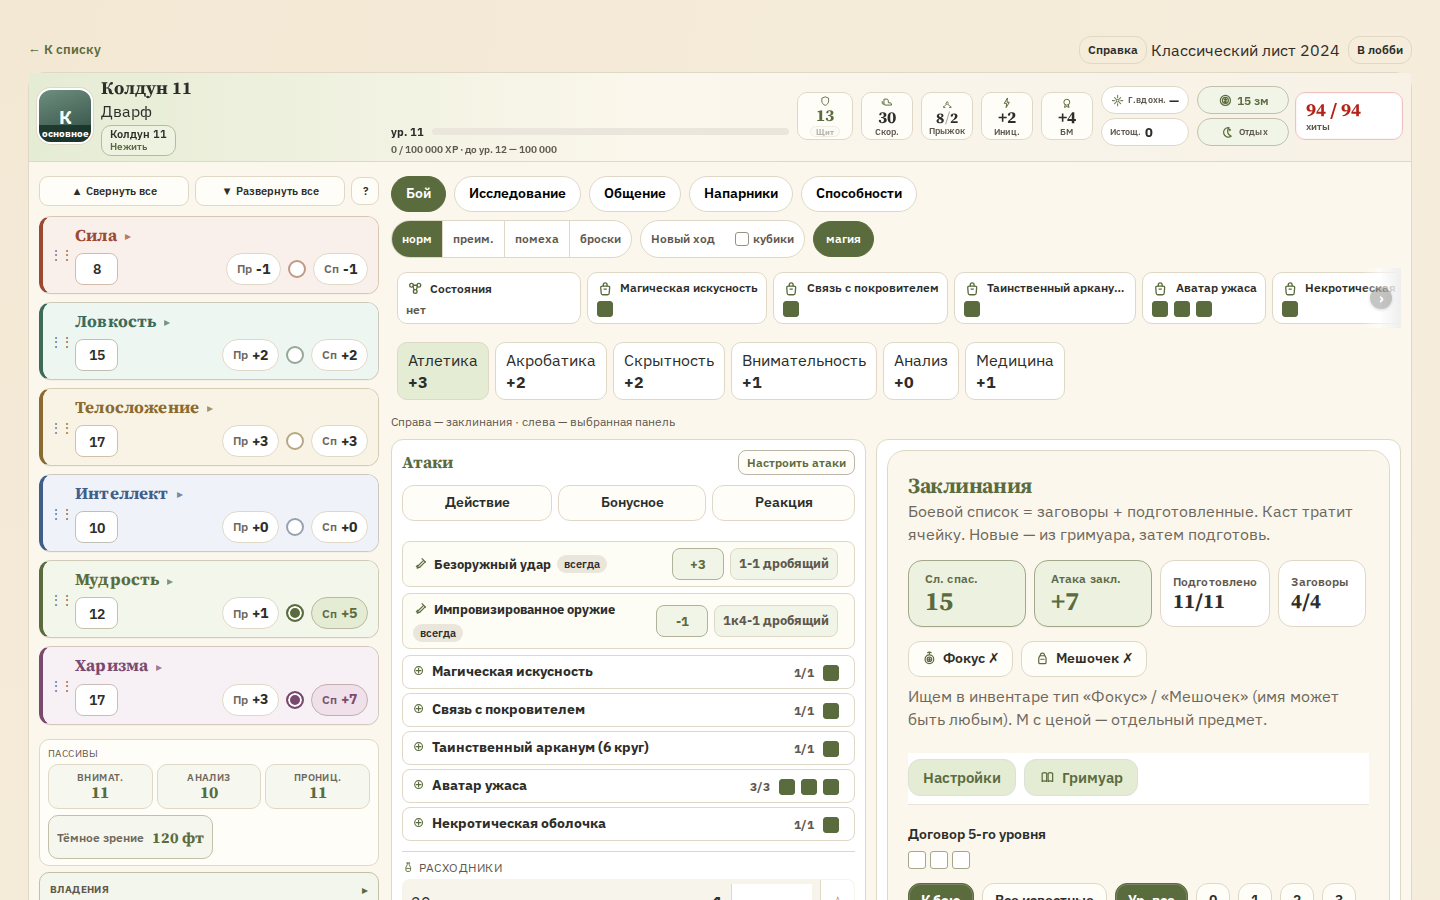 ← К списку
Справка Классический лист 2024 В лобби
К
основное
Колдун 11
Дварф
Колдун 11
Нежить
ур. 11
0 / 100 000 XP · до ур. 12 — 100 000
13
Щит
30
Скор.
8/2
Прыжок
+2
Иниц.
+4
БМ
Г.вдохн. —
Истощ. 0
15 зм
Отдых
94 / 94
хиты
▲ Свернуть все
▼ Развернуть все
?
Сила ▸
8 Пр -1 Сп -1
Ловкость ▸
15 Пр +2 Сп +2
Телосложение ▸
17 Пр +3 Сп +3
Интеллект ▸
10 Пр +0 Сп +0
Мудрость ▸
12 Пр +1 Сп +5
Харизма ▸
17 Пр +3 Сп +7
ПАССИВЫ
ВНИМАТ.
11
АНАЛИЗ
10
ПРОНИЦ.
11
Тёмное зрение 120 фт
ВЛАДЕНИЯ ▸
Бой Исследование Общение Напарники Способности
норм преим. помеха броски Новый ход кубики магия
Состояния
нет
Магическая искусность
Связь с покровителем
Таинственный аркану...
Аватар ужаса
Некротическая
Атлетика
+3
Акробатика
+2
Скрытность
+2
Внимательность
+1
Анализ
+0
Медицина
+1
Справа — заклинания · слева — выбранная панель
Атаки Настроить атаки
Действие Бонусное Реакция
Безоружный удар всегда +3 1-1 дробящий
Импровизированное оружие
всегда
-1 1к4-1 дробящий
Магическая искусность 1/1
Связь с покровителем 1/1
Таинственный арканум (6 круг) 1/1
Аватар ужаса 3/3
Некротическая оболочка 1/1
РАСХОДНИКИ
Заклинания
Боевой список = заговоры + подготовленные. Каст тратит
ячейку. Новые — из гримуара, затем подготовь.
Сл. спас.
15
Атака закл.
+7
Подготовлено
11/11
Заговоры
4/4
Фокус ✗ Мешочек ✗
Ищем в инвентаре тип «Фокус» / «Мешочек» (имя может
быть любым). М с ценой — отдельный предмет.
Настройки Гримуар
Договор 5-го уровня